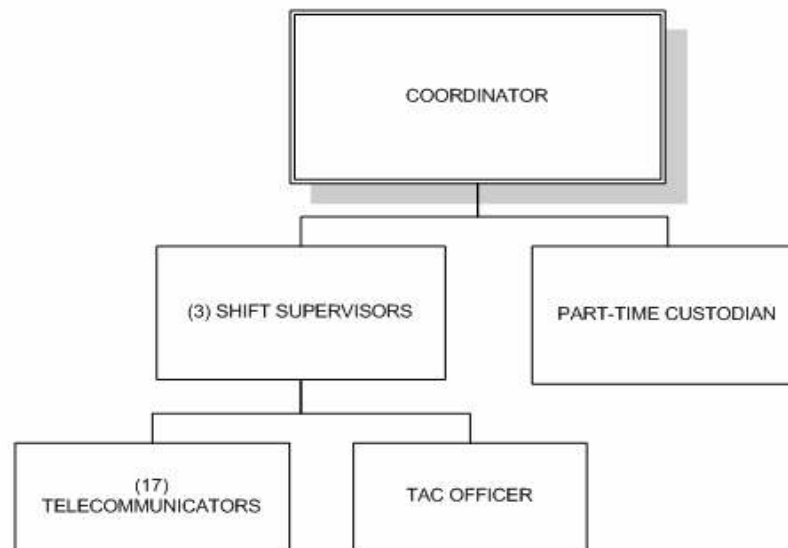 COORDINATOR
(3) SHIFT SUPERVISORS
PART-TIME CUSTODIAN
(17)
TELECOMMUNICATORS
TAC OFFICER